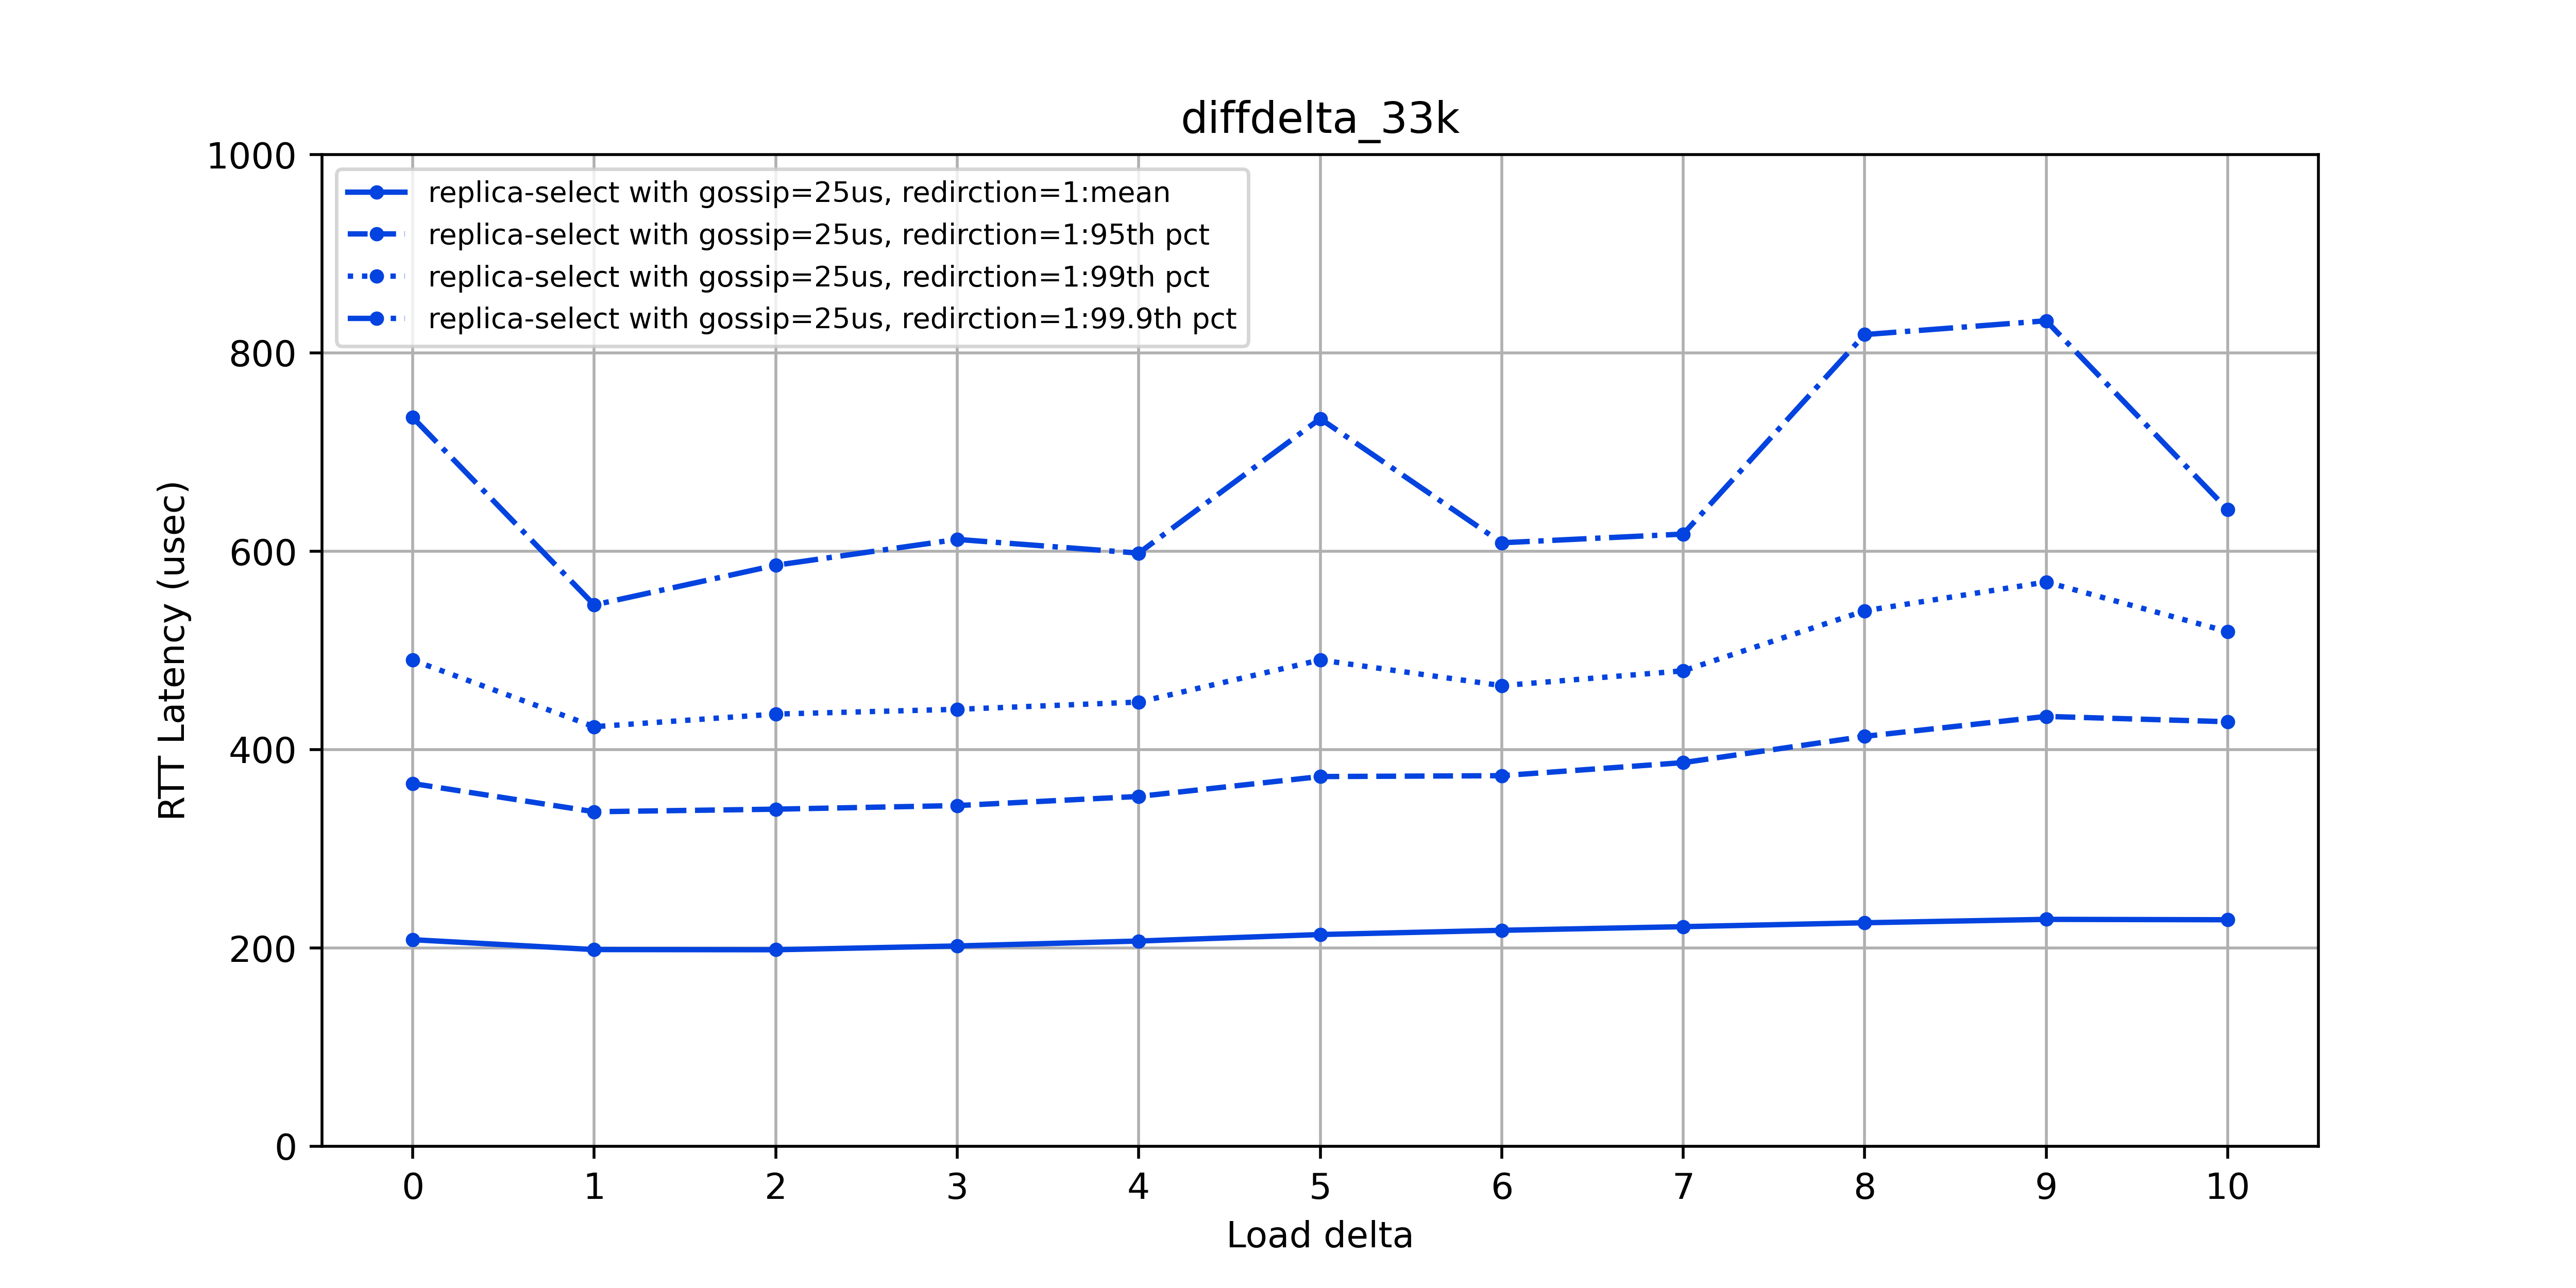 diffdelta_33k
1000
800
600
400
200
0
RTT Latency (usec)
replica-select with gossip=25us, redirction=1:mean
replica-select with gossip=25us, redirction=1:95th pct
replica-select with gossip=25us, redirction=1:99th pct
replica-select with gossip=25us, redirction=1:99.9th pct
0 1 2 3 4 5 6 7 8 9 10
Load delta